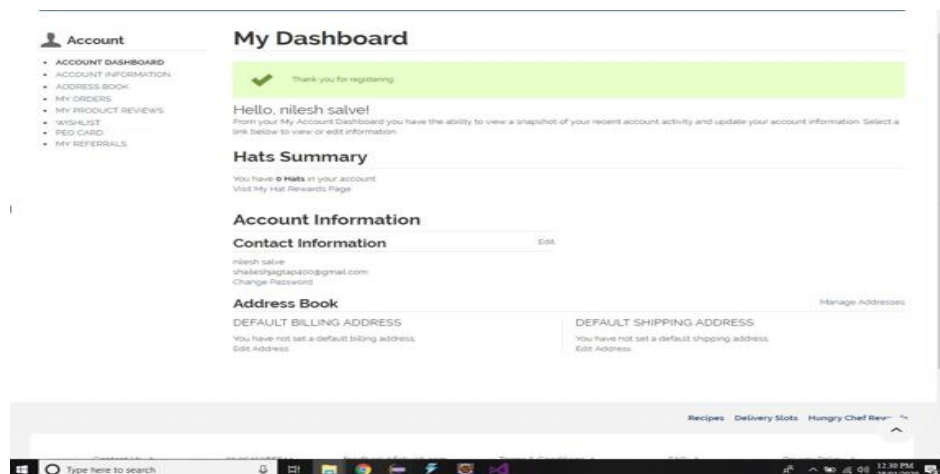 Account
ACCOUNT DASHBOARD
ACCOUNT INFORMATION
ADDRESS BOOK
MY ORDERS
MY PRODUCT REVIEWS
WISHLIST
PEO CARD
MY REFERRALS
My Dashboard
Thank you for registering
Hello, nilesh salve!
From your My Account Dashboard you have the ability to view a snapshot of your recent account activity and update your account information. Select a
link below to view or edit information.
Hats Summary
You have 0 Hats in your account.
Visit My Hat Rewards Page
Account Information
Contact Information
Edit
nilesh salve
shaileshjagtap400@gmail.com
Change Password
Address Book
Manage Addresses
DEFAULT BILLING ADDRESS
You have not set a default billing address.
Edit Address
DEFAULT SHIPPING ADDRESS
You have not set a default shipping address.
Edit Address
Recipes Delivery Slots Hungry Chef
Type here to search
12:30 PM